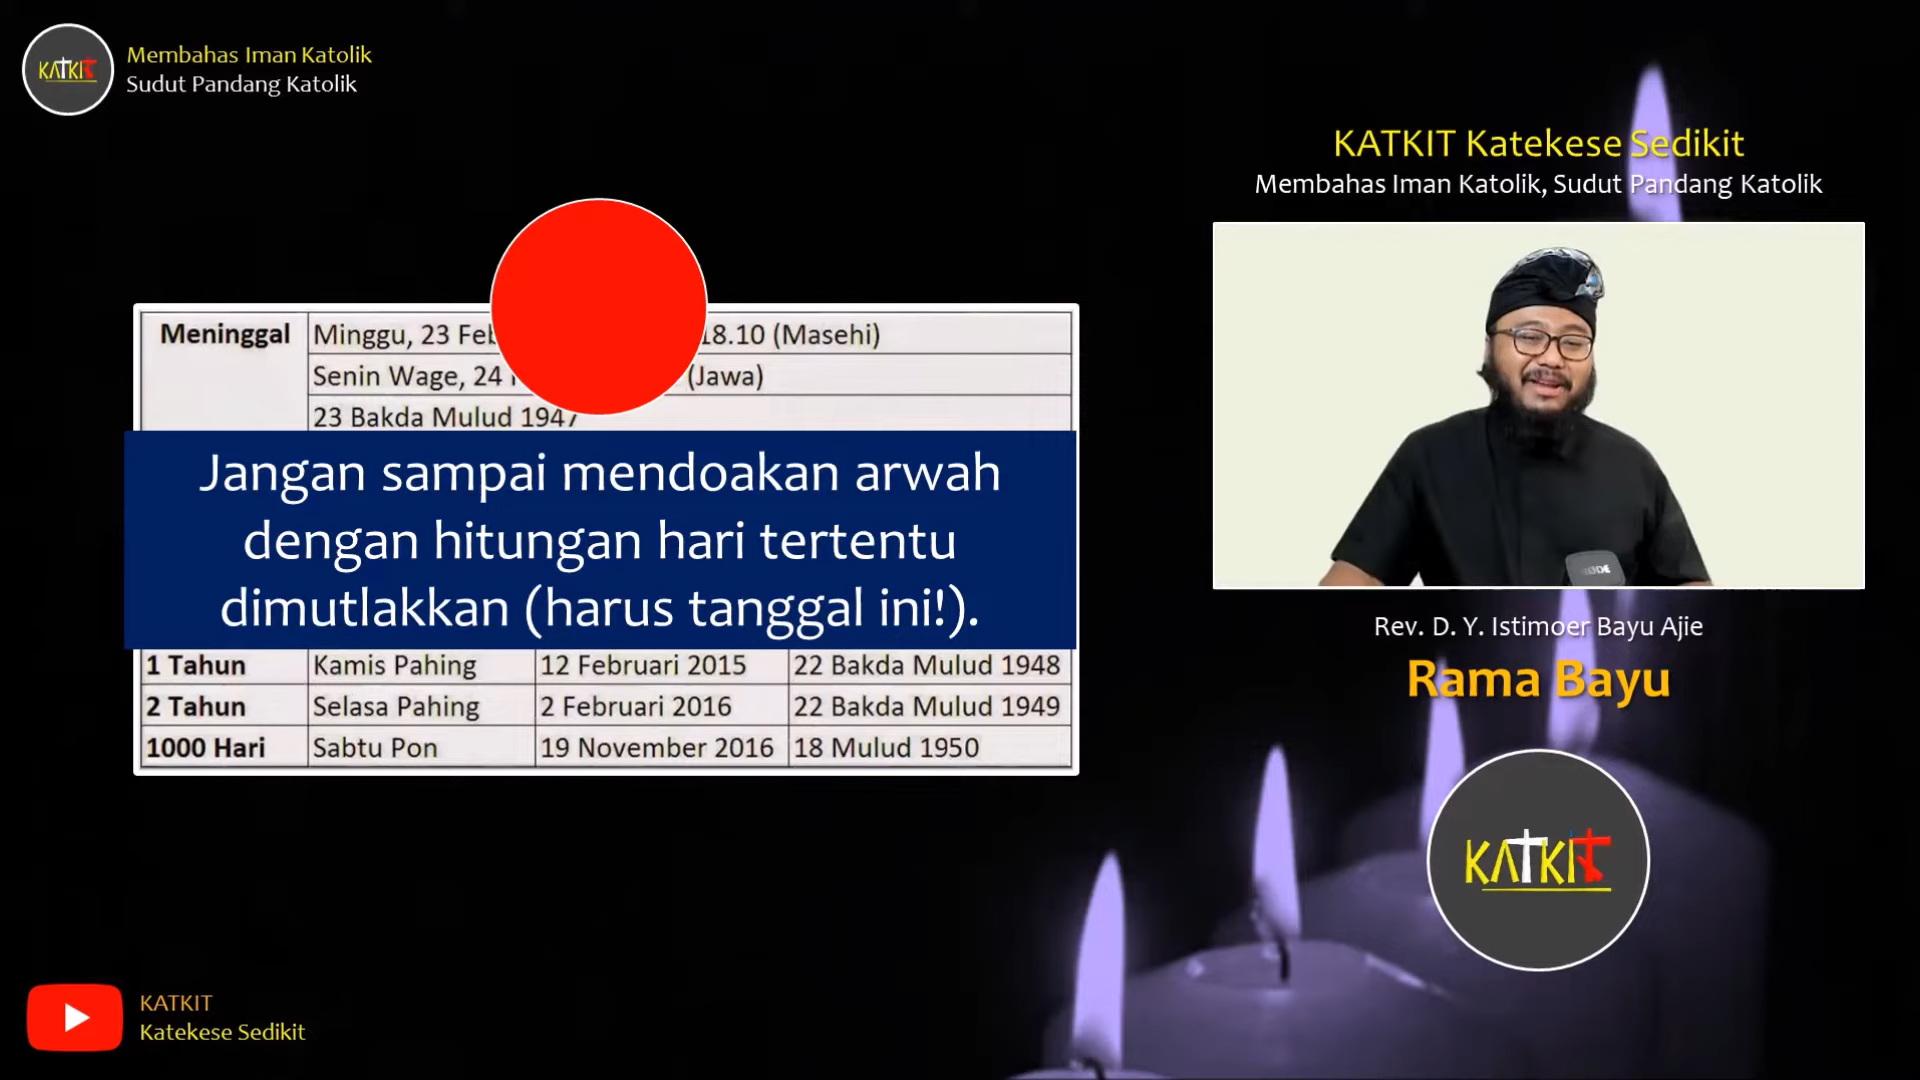 KATKIT
Membahas Iman Katolik
Sudut Pandang Katolik
KATKIT Katekese Sedikit
Membahas Iman Katolik, Sudut Pandang Katolik
Meninggal
Minggu, 23 18.10 (Masehi)
Senin Wage, 24 (Jawa)
23 Bakda Mulud 1947
Jangan sampai mendoakan arwah
dengan hitungan hari tertentu
dimutlakkan (harus tanggal ini!).
1 Tahun Kamis Pahing 12 Februari 2015 22 Bakda Mulud 1948
2 Tahun Selasa Pahing 2 Februari 2016 22 Bakda Mulud 1949
1000 Hari Sabtu Pon 19 November 2016 18 Mulud 1950
RØDE
Rev. D. Y. Istimoer Bayu Ajie
Rama Bayu
KATKIT
KATKIT
Katekese Sedikit